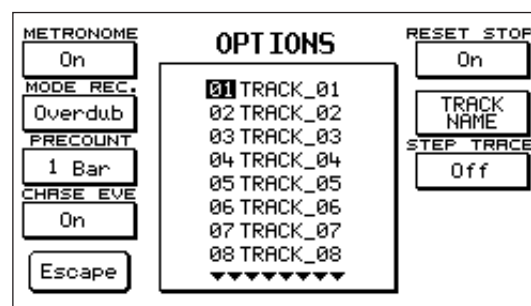 METRONOME
On
MODE REC.
Overdub
PRECOUNT
1 Bar
CHASE EVE
On
Escape
OPTIONS
01 TRACK_01
02 TRACK_02
03 TRACK_03
04 TRACK_04
05 TRACK_05
06 TRACK_06
07 TRACK_07
08 TRACK_08
RESET STOP
On
TRACK
NAME
STEP TRACE
Off